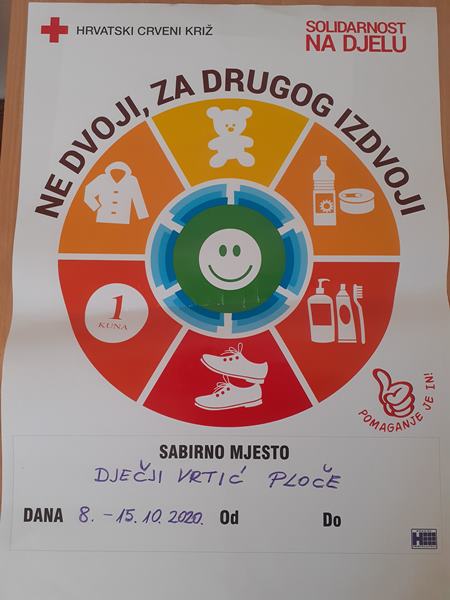 HRVATSKI CRVENI KRIŽ
SOLIDARNOST
NA DJELU
NE DVOJI, ZA DRUGOG IZDVOJI
1
KUNA
POMAGANJE JE IN!
SABIRNO MJESTO
DJEČJI VRTIĆ PLOČE
DANA 8. – 15.10.2020. Od Do